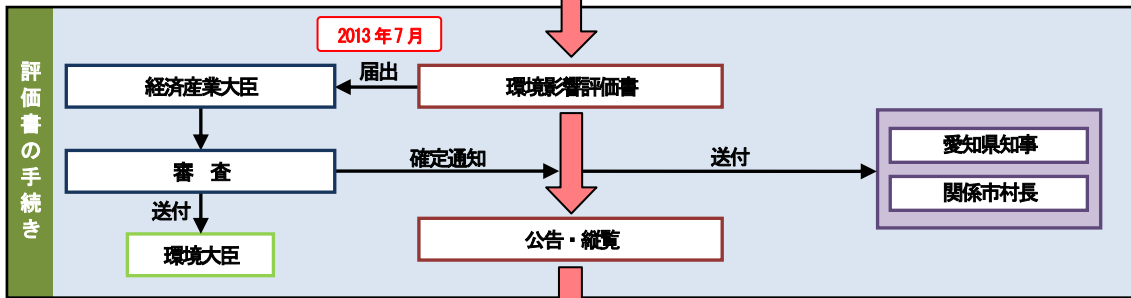 評価書の手続き
2013年7月
経済産業大臣
届出
環境影響評価書
愛知県知事
審　査
確定通知
送付
関係市村長
送付
環境大臣
公告・縦覧